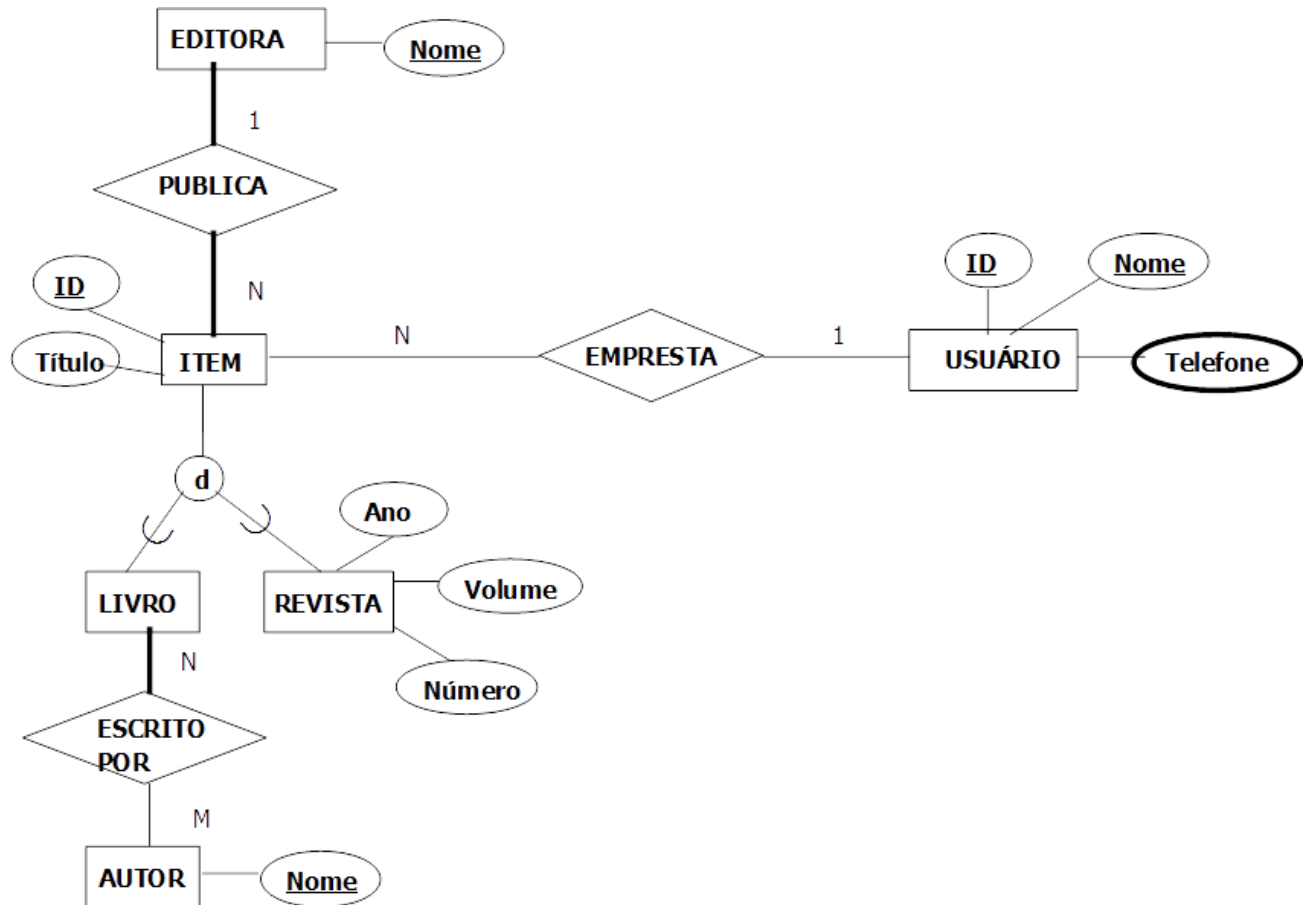 EDITORA
Nome
1
PUBLICA
N
ID
Título
ITEM
N
EMPRESTA
1
ID
Nome
USUÁRIO
Telefone
d
Ano
LIVRO
REVISTA
Volume
Número
N
ESCRITO
POR
M
AUTOR
Nome